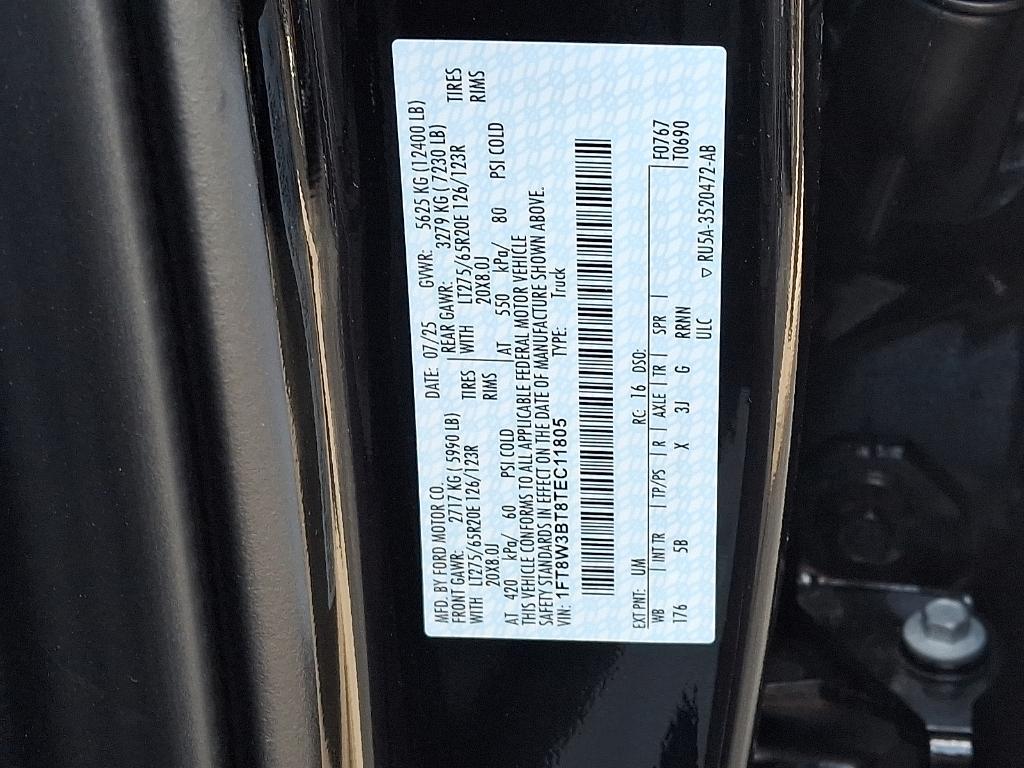 MFD. BY FORD MOTOR CO.
DATE: 07/25 GVWR: 5625 KG (12400 LB)
FRONT GAWR: 2717 KG ( 5990 LB) REAR GAWR: 3279 KG ( 7230 LB)
WITH LT275/65R20E 126/123R TIRES WITH LT275/65R20E 126/123R TIRES
20X8.0J RIMS 20X8.0J RIMS
AT 420 kPa/ 60 PSI COLD AT 550 kPa/ 80 PSI COLD
THIS VEHICLE CONFORMS TO ALL APPLICABLE FEDERAL MOTOR VEHICLE
SAFETY STANDARDS IN EFFECT ON THE DATE OF MANUFACTURE SHOWN ABOVE.
VIN: 1FT8W3BT8TEC11805 TYPE: Truck
EXT PNT: UM RC: 16 DSO:
WB INT TR TP/PS R AXLE TR SPR F0767
176 5B X 3J G RRMN T0690
ULC ▽ RU5A-3520472-AB